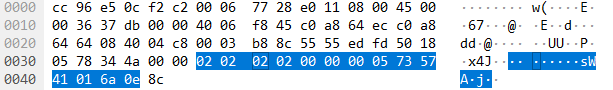 0000 cc 96 e5 0c f2 c2 00 06 77 28 e0 11 08 00 45 00 ········ w(····E·
0010 00 36 37 db 00 00 40 06 f8 45 c0 a8 64 ec c0 a8 ·67···@· ·E··d···
0020 64 64 08 40 04 c8 00 03 b8 8c 55 55 ed fd 50 18 dd·@···· ··UU··P·
0030 05 78 34 4a 00 00 02 02 02 02 00 00 00 05 73 57 ·x4J···· ······sW
0040 41 01 6a 0e 8c A·j··